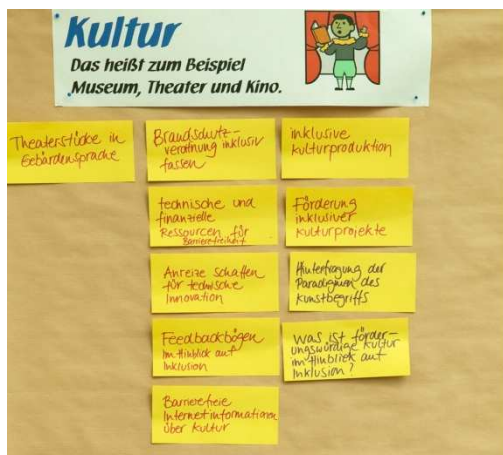 Kultur
Das heißt zum Beispiel
Museum, Theater und Kino.
Theaterstücke in
Gebärdensprache
Brandschutz-
verordnung inklusiv
fassen
technische und
finanzielle
Ressourcen für
Barrierefreiheit
Anreize schaffen
für technische
Innovation
Feedbackbögen
im Hinblick auf
Inklusion
Barrierefreie
Internetinformationen
über Kultur
inklusive
Kulturproduktion
Förderung
inklusiver
Kulturprojekte
Hinterfragung der
Paradigmen des
Kunstbegriffs
Was ist förder-
ungswürdige Kultur
im Hinblick auf
Inklusion?